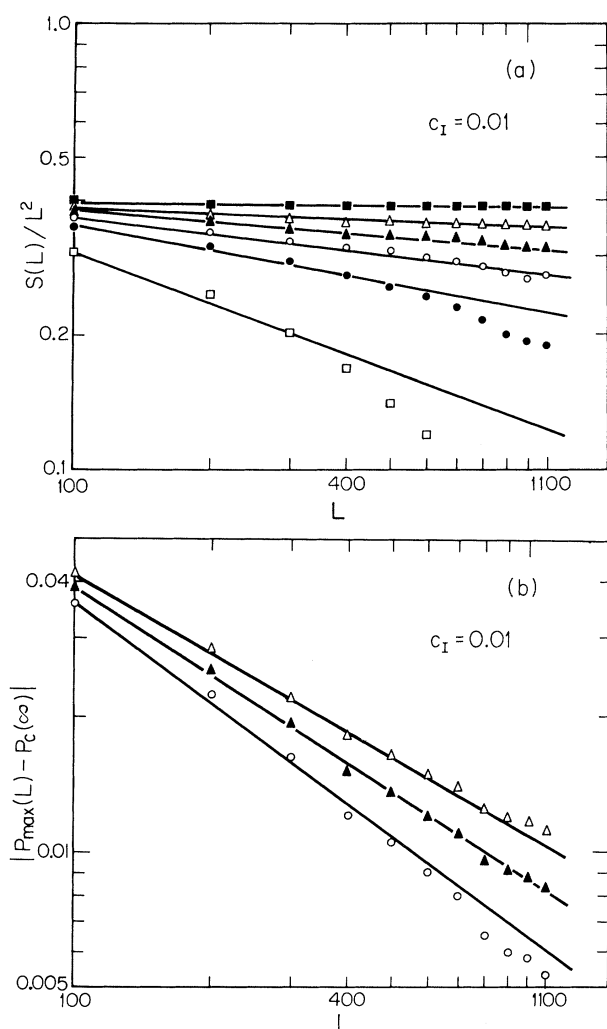 (a)
c_I = 0.01
1.0
0.5
0.2
0.1
S(L)/L²
100
400
1100
L
(b)
c_I = 0.01
0.04
0.01
0.005
|P_max(L) – P_c(∞)|
100
400
1100